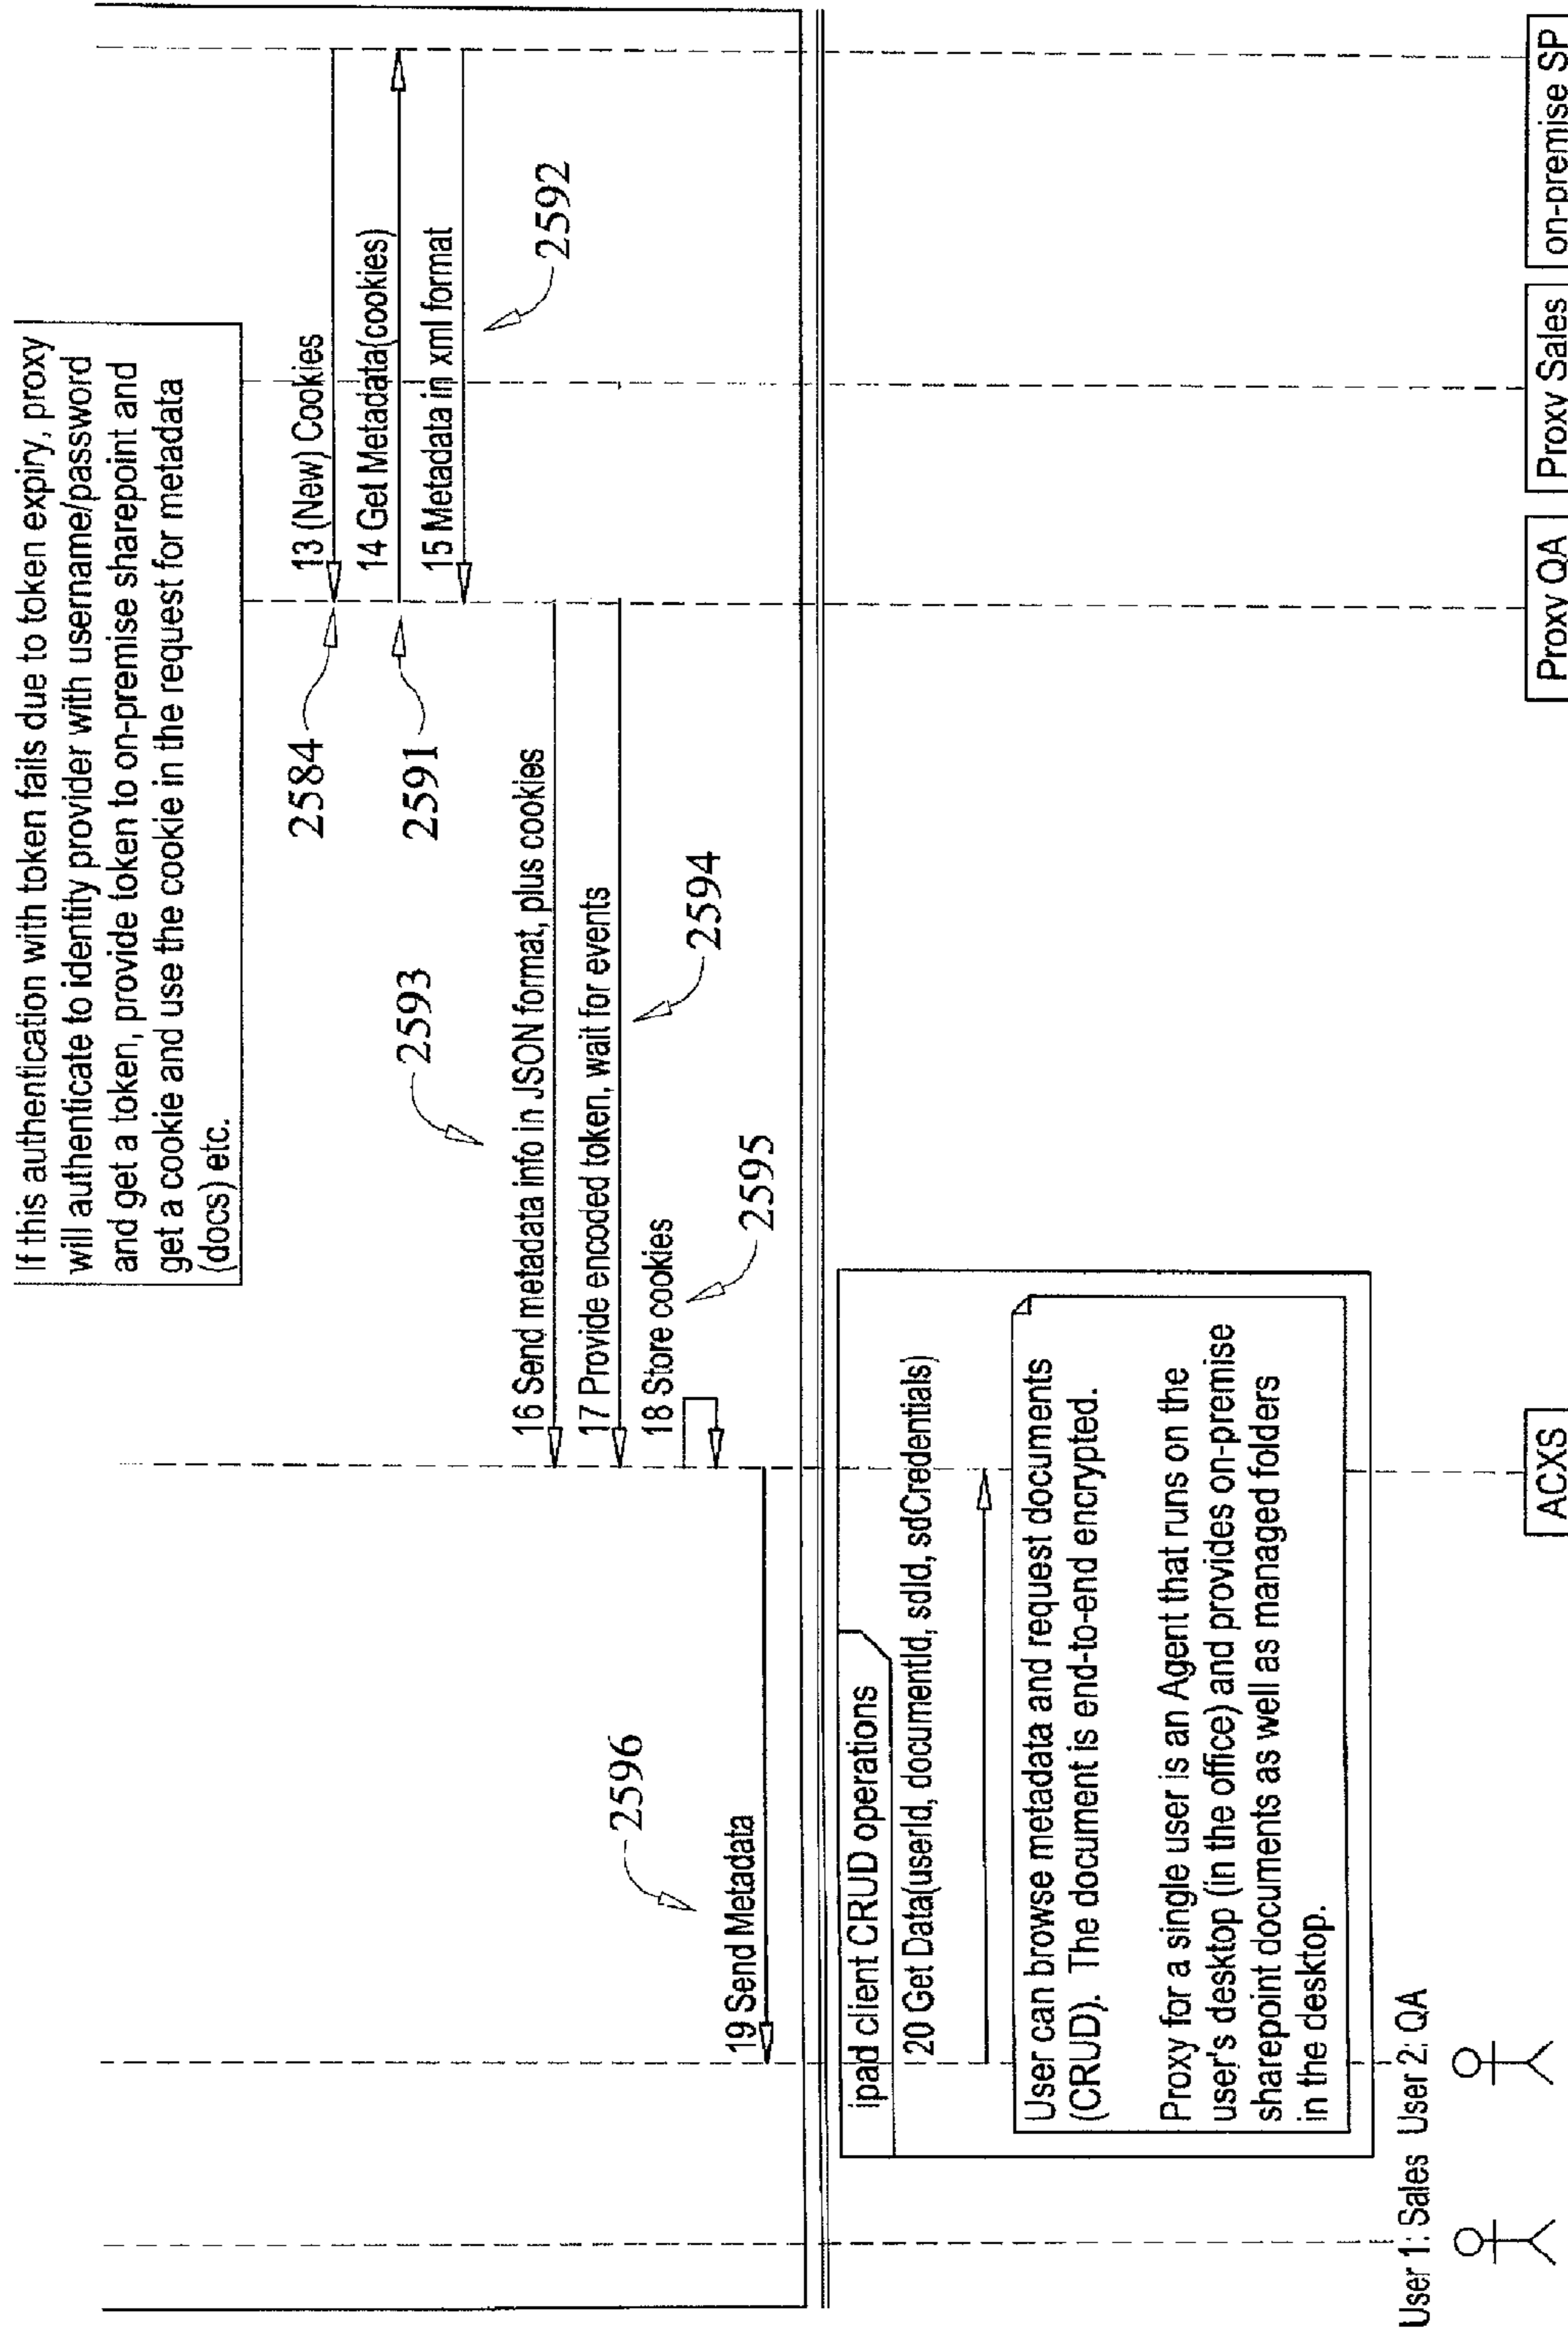 If this authentication with token fails due to token expiry, proxy
will authenticate to identity provider with username/password
and get a token, provide token to on-premise sharepoint and
get a cookie and use the cookie in the request for metadata
(docs) etc.
13 (New) Cookies
2584
14 Get Metadata(cookies)
2591
15 Metadata in xml format
2592
2593
16 Send metadata info in JSON format, plus cookies
17 Provide encoded token, wait for events
2594
18 Store cookies
2595
2596
19 Send Metadata
ipad client CRUD operations
20 Get Data(userId, documentId, sdId, sdCredentials)
User can browse metadata and request documents
(CRUD). The document is end-to-end encrypted.
Proxy for a single user is an Agent that runs on the
user's desktop (in the office) and provides on-premise
sharepoint documents as well as managed folders
in the desktop.
User 1: Sales
User 2: QA
ACXS
Proxy QA
Proxy Sales
on-premise SP